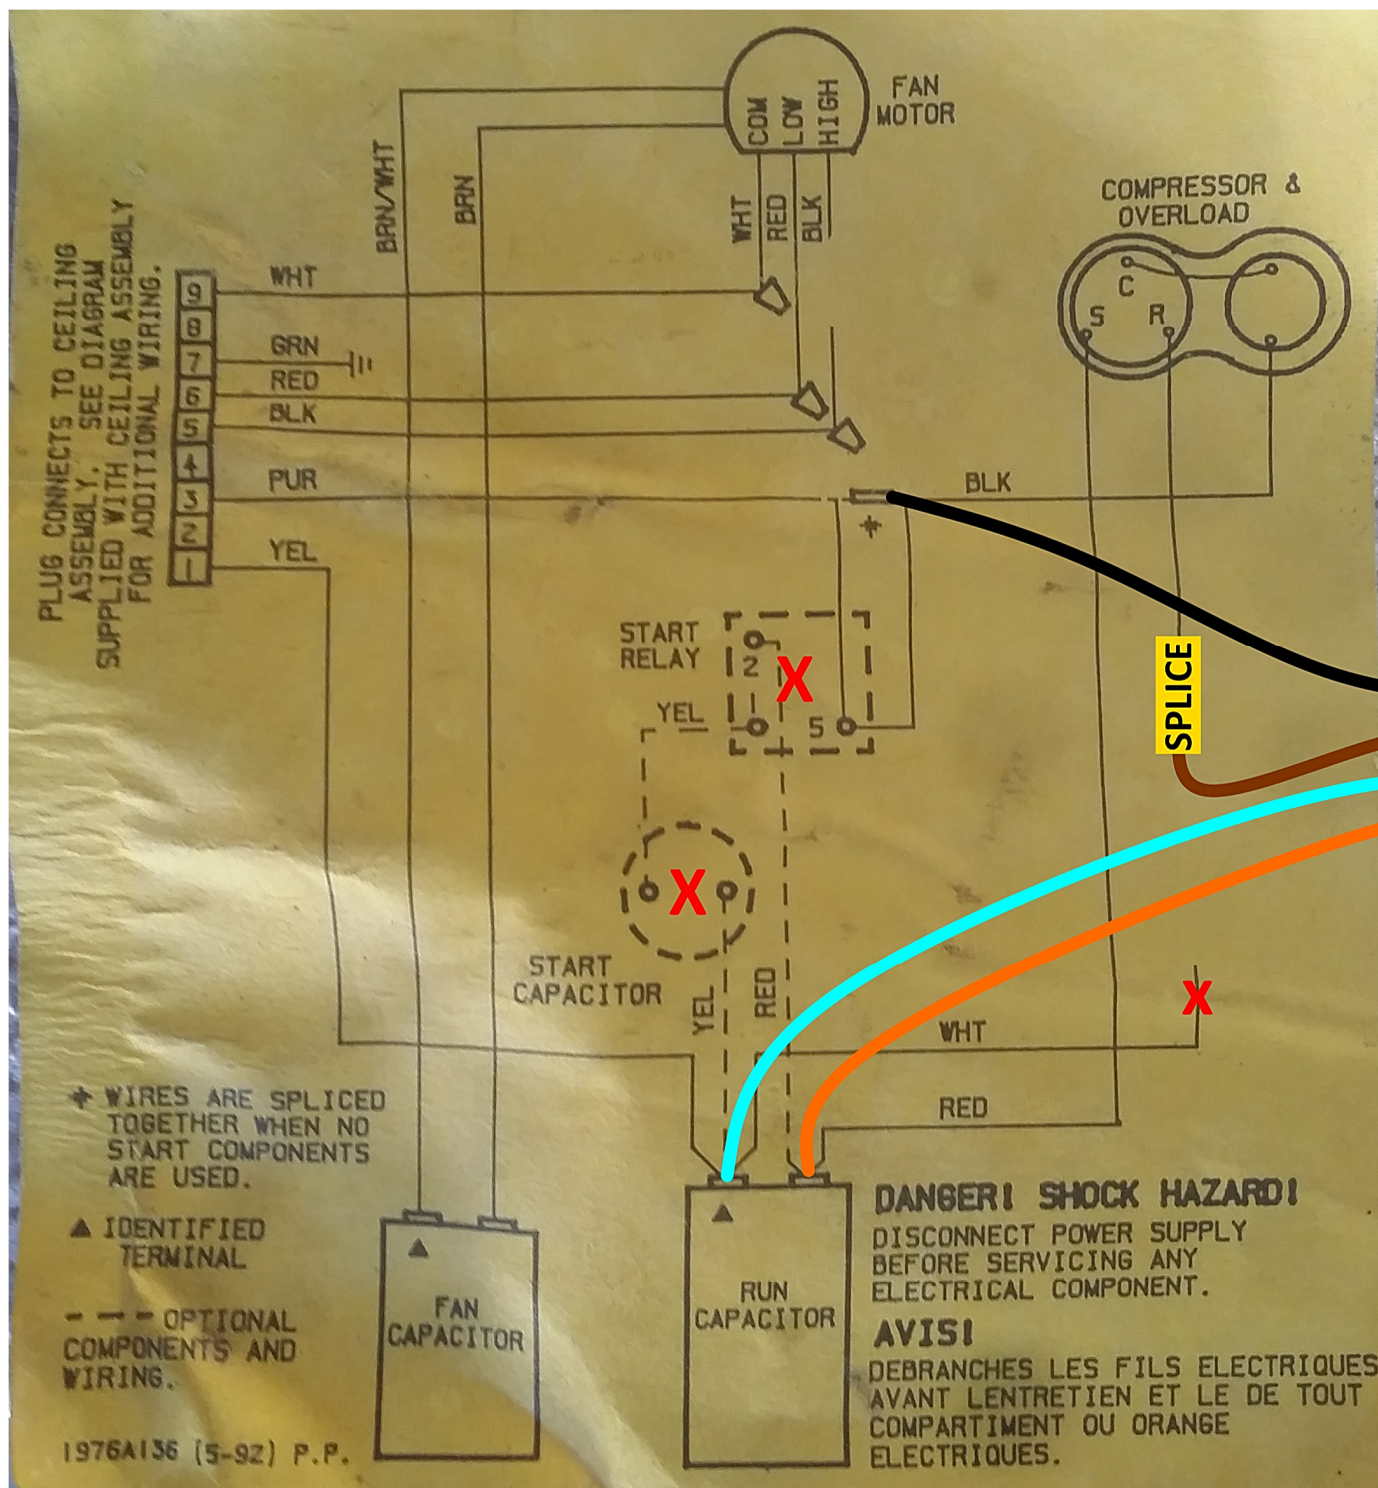 FAN
MOTOR
COM
LOW
HIGH
WHT
RED
BLK
BRN/WHT
BRN
COMPRESSOR &
OVERLOAD
C
S
R
PLUG CONNECTS TO CEILING
ASSEMBLY. SEE DIAGRAM
SUPPLIED WITH CEILING ASSEMBLY
FOR ADDITIONAL WIRING.
9
8
7
6
5
4
3
2
1
WHT
GRN
RED
BLK
PUR
YEL
BLK
START
RELAY
2
X
5
YEL
SPLICE
X
START
CAPACITOR
YEL
RED
X
WHT
RED
WIRES ARE SPLICED
TOGETHER WHEN NO
START COMPONENTS
ARE USED.
▲ IDENTIFIED
TERMINAL
--- OPTIONAL
COMPONENTS AND
WIRING.
1976A136 (5-92) P.P.
FAN
CAPACITOR
RUN
CAPACITOR
DANGER! SHOCK HAZARD!
DISCONNECT POWER SUPPLY
BEFORE SERVICING ANY
ELECTRICAL COMPONENT.
AVIS!
DEBRANCHES LES FILS ELECTRIQUES
AVANT LENTRETIEN ET LE DE TOUT
COMPARTIMENT OU ORANGE
ELECTRIQUES.